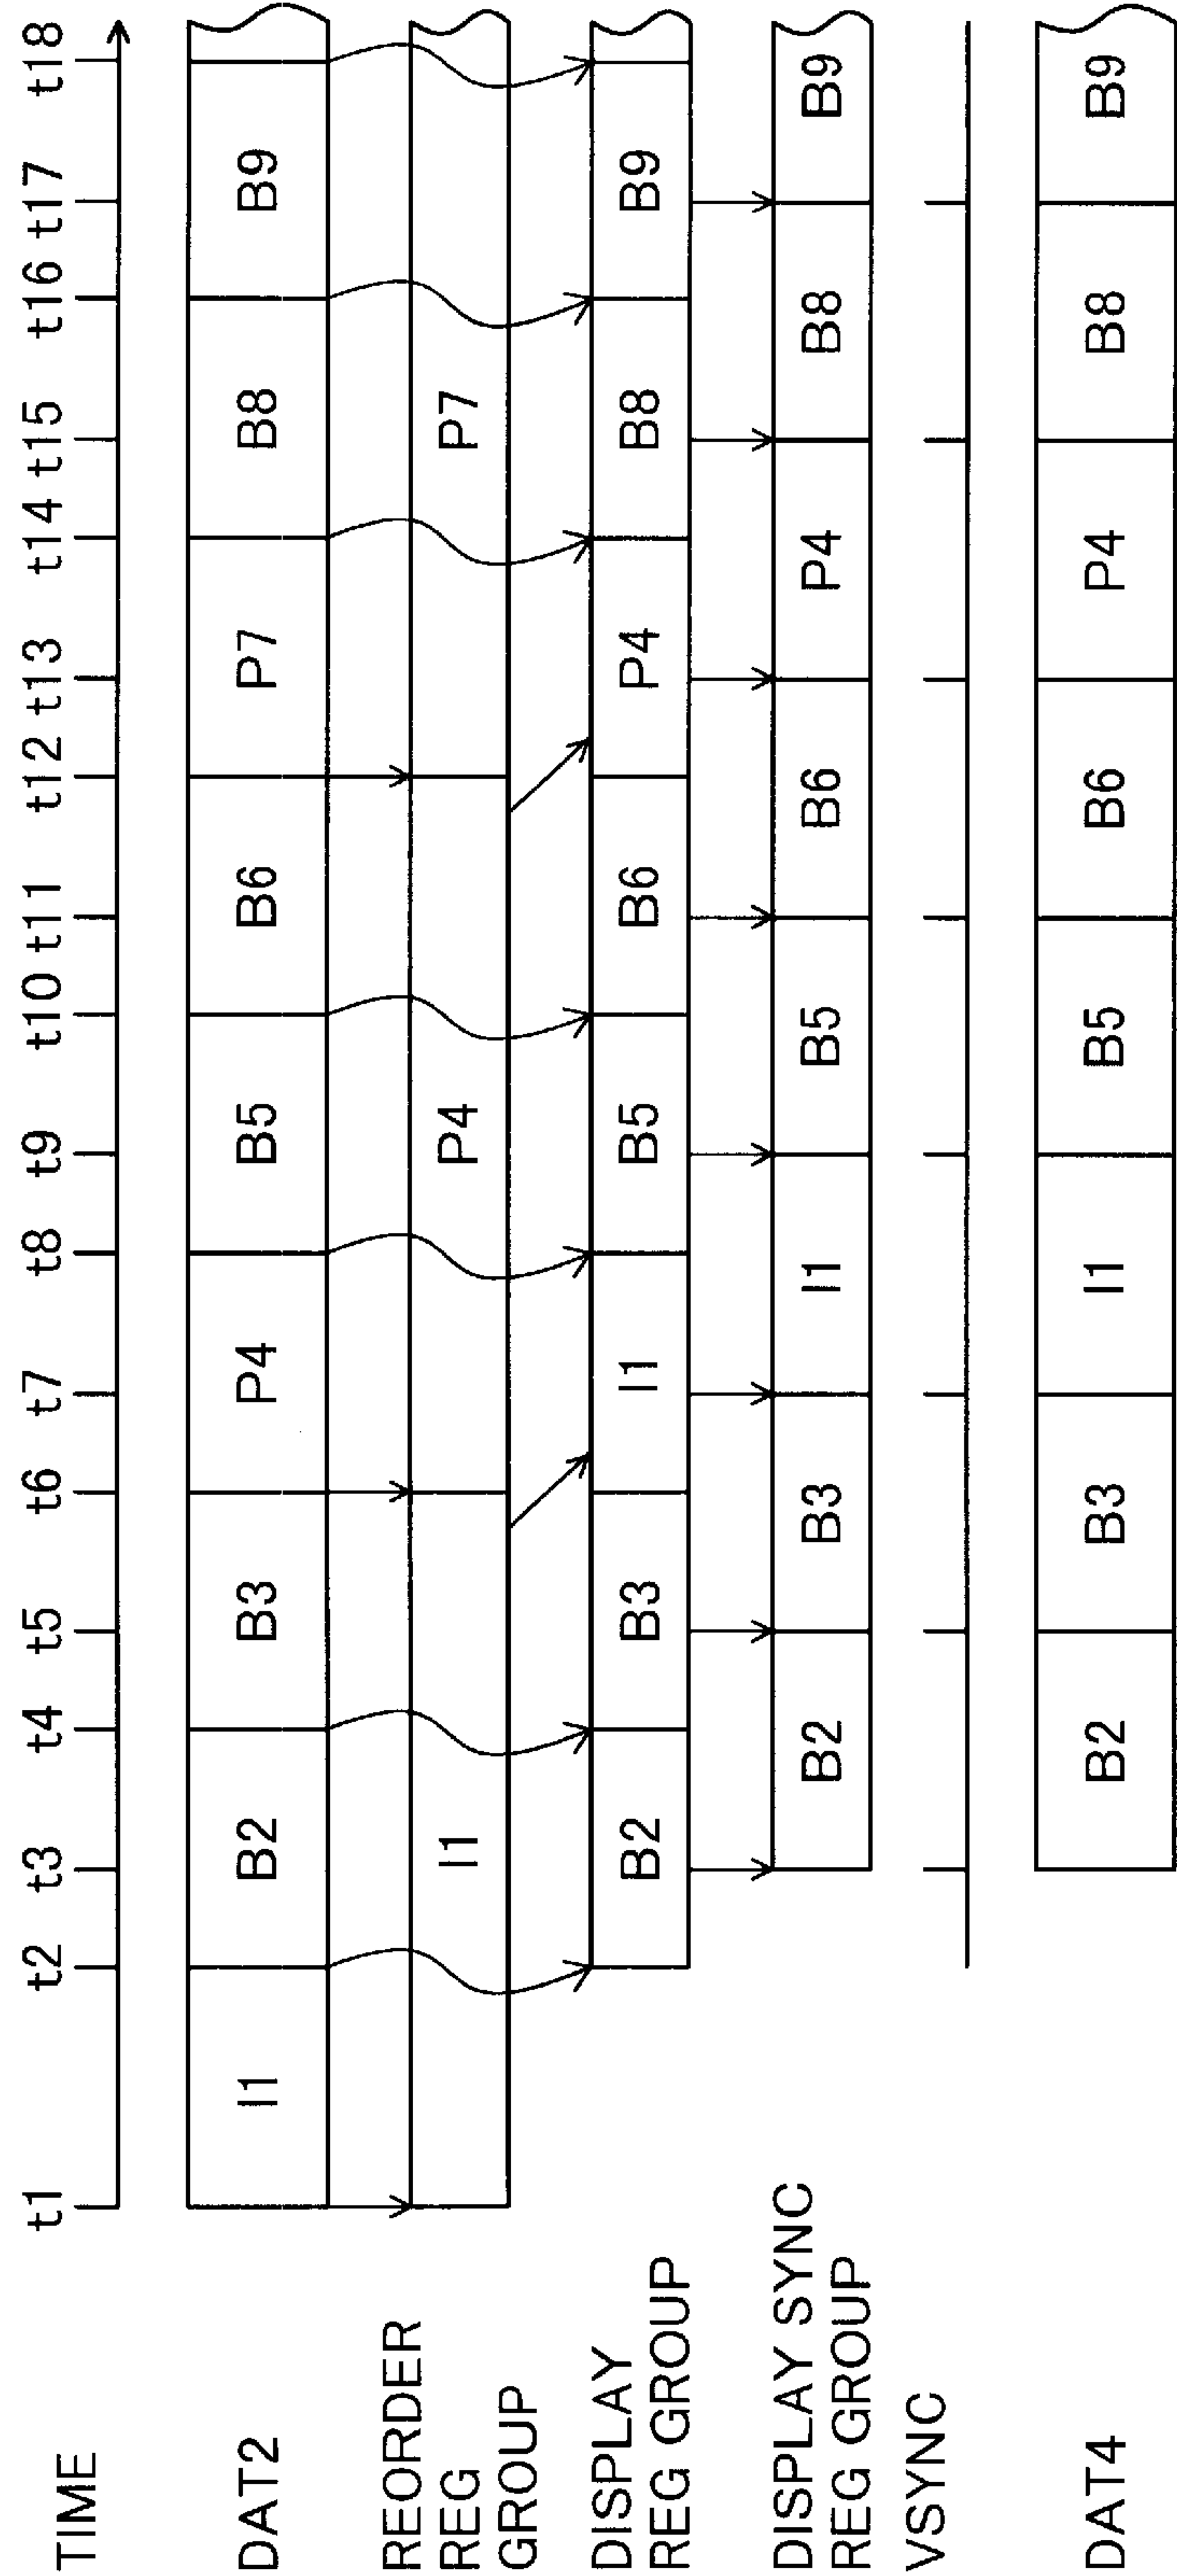 TIME t1 t2 t3 t4 t5 t6 t7 t8 t9 t10 t11 t12 t13 t14 t15 t16 t17 t18
DAT2 I1 B2 B3 P4 B5 B6 P7 B8 B9
REORDER
REG
GROUP I1 P4 P7
DISPLAY
REG GROUP B2 B3 I1 B5 B6 P4 B8 B9
DISPLAY SYNC
REG GROUP B2 B3 I1 B5 B6 P4 B8 B9
VSYNC
DAT4 B2 B3 I1 B5 B6 P4 B8 B9